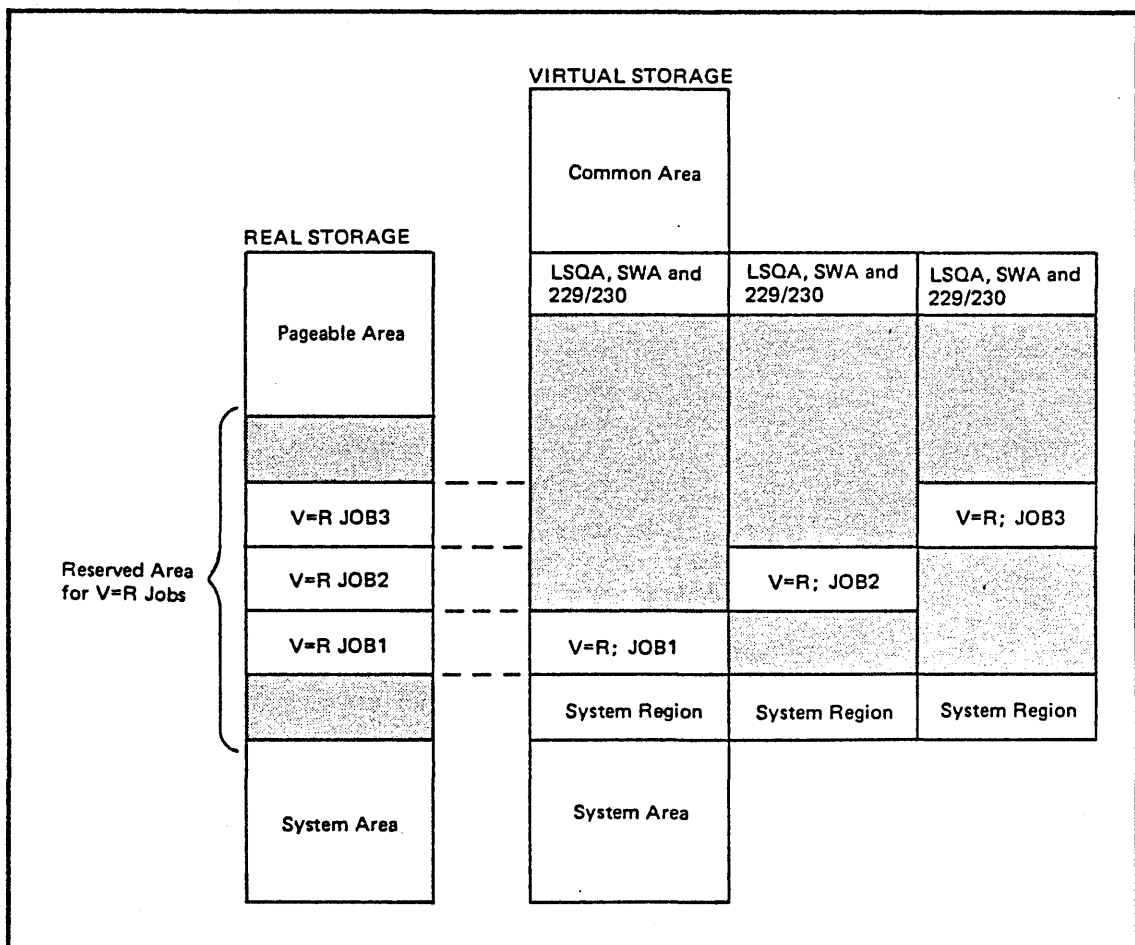 VIRTUAL STORAGE
Common Area
REAL STORAGE
LSQA, SWA and
229/230
LSQA, SWA and
229/230
LSQA, SWA and
229/230
Pageable Area
V=R JOB3
V=R; JOB3
Reserved Area
for V=R Jobs
V=R JOB2
V=R; JOB2
V=R JOB1
V=R; JOB1
System Region
System Region
System Region
System Area
System Area